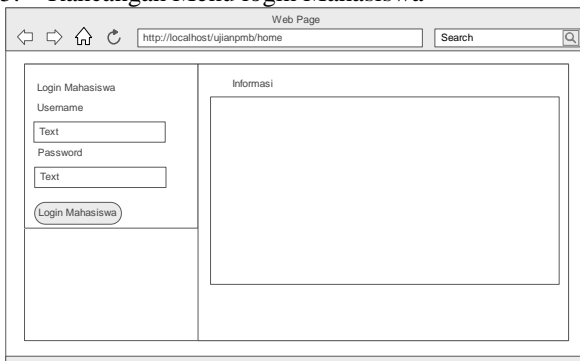 Rancangan Menu login Mahasiswa
Web Page
http://localhost/ujianpmb/home
Search
Login Mahasiswa
Username
Text
Password
Text
Login Mahasiswa
Informasi